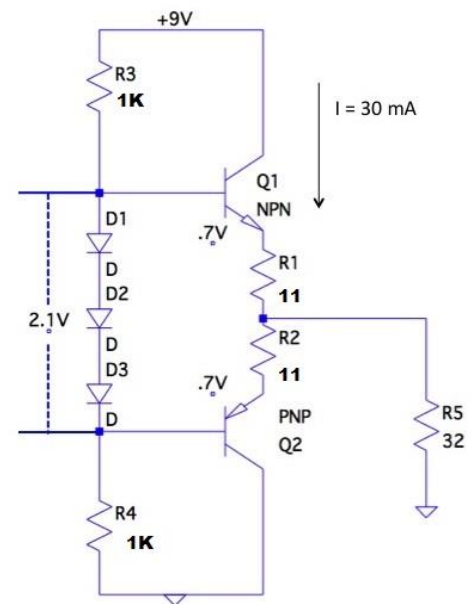 +9V
R3
1K
I = 30 mA
Q1
NPN
.7V
D1
D
D2
D
D3
D
2.1V
R1
11
R2
11
.7V
PNP
Q2
R5
32
R4
1K